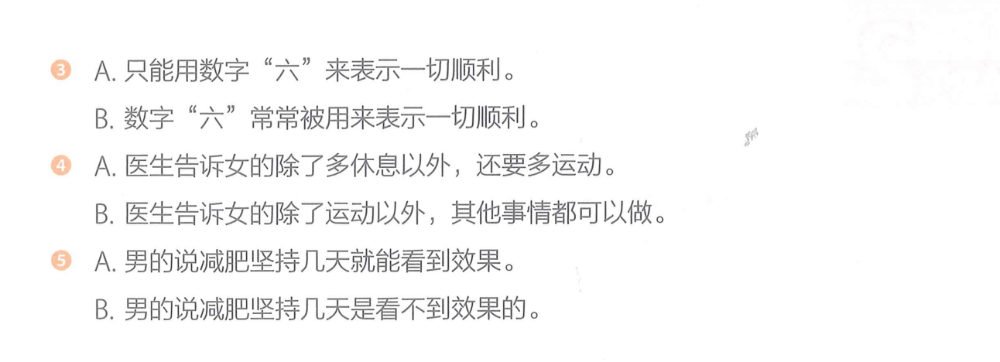 ③ A. 只能用数字“六”来表示一切顺利。
B. 数字“六”常常被用来表示一切顺利。
④ A. 医生告诉女的除了多休息以外，还要多运动。
B. 医生告诉女的除了运动以外，其他事情都可以做。
⑤ A. 男的说减肥坚持几天就能看到效果。
B. 男的说减肥坚持几天是看不到效果的。